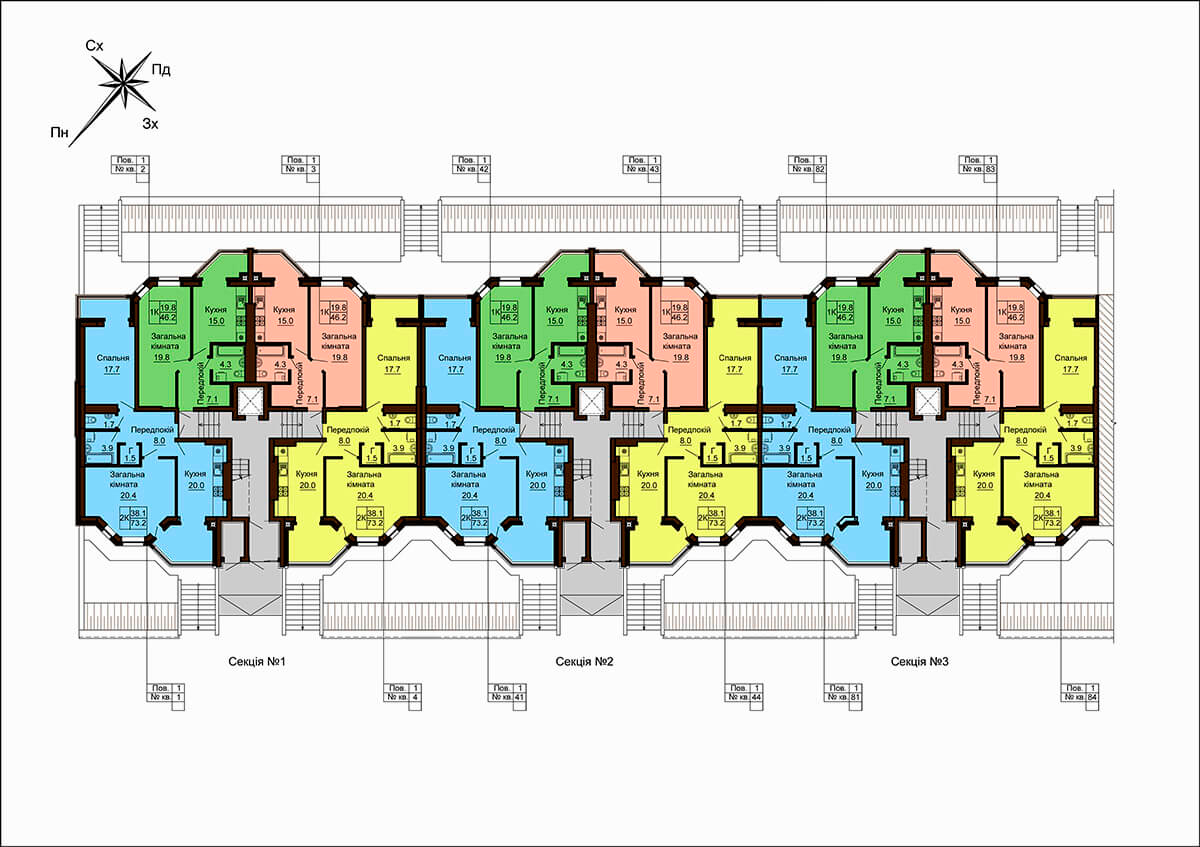 Сх
Пд
Пн
Зх
Пов. 1
№ кв. 2
Пов. 1
№ кв. 3
Пов. 1
№ кв. 42
Пов. 1
№ кв. 43
Пов. 1
№ кв. 82
Пов. 1
№ кв. 83
1К 19.8
46.2
Загальна
кімната
19.8
Кухня
15.0
4.3
Передпокій
7.1
Кухня
15.0
1К 19.8
46.2
Загальна
кімната
19.8
4.3
Передпокій
7.1
Спальня
17.7
1.7
3.9
Передпокій
8.0
Г
1.5
Загальна
кімната
20.4
Кухня
20.0
2К 38.1
73.2
Спальня
17.7
Передпокій
8.0
1.7
3.9
Г
1.5
Кухня
20.0
Загальна
кімната
20.4
2К 38.1
73.2
1К 19.8
46.2
Загальна
кімната
19.8
Кухня
15.0
4.3
Передпокій
7.1
Кухня
15.0
1К 19.8
46.2
Загальна
кімната
19.8
4.3
Передпокій
7.1
Спальня
17.7
1.7
3.9
Передпокій
8.0
Г
1.5
Загальна
кімната
20.4
Кухня
20.0
2К 38.1
73.2
Спальня
17.7
Передпокій
8.0
1.7
3.9
Г
1.5
Кухня
20.0
Загальна
кімната
20.4
2К 38.1
73.2
1К 19.8
46.2
Загальна
кімната
19.8
Кухня
15.0
4.3
Передпокій
7.1
Кухня
15.0
1К 19.8
46.2
Загальна
кімната
19.8
4.3
Передпокій
7.1
Спальня
17.7
1.7
3.9
Передпокій
8.0
Г
1.5
Загальна
кімната
20.4
Кухня
20.0
2К 38.1
73.2
Спальня
17.7
Передпокій
8.0
1.7
3.9
Г
1.5
Кухня
20.0
Загальна
кімната
20.4
2К 38.1
73.2
Секція №1
Секція №2
Секція №3
Пов. 1
№ кв. 1
Пов. 1
№ кв. 4
Пов. 1
№ кв. 41
Пов. 1
№ кв. 44
Пов. 1
№ кв. 81
Пов. 1
№ кв. 84